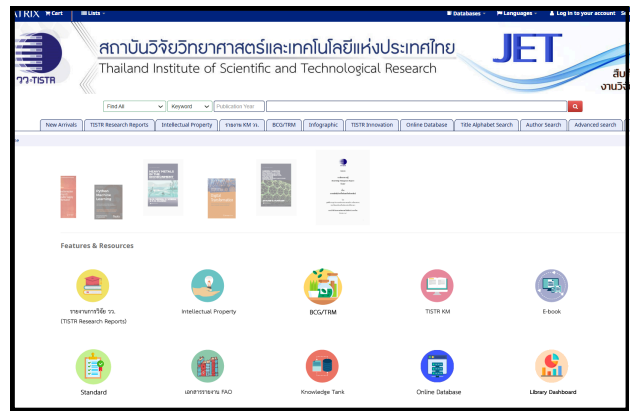 ATRIX Cart Lists Databases Languages Log in to your account
สถาบันวิจัยวิทยาศาสตร์และเทคโนโลยีแห่งประเทศไทย
JET
Thailand Institute of Scientific and Technological Research
วว-TISTR
สืบ
งานวิจั
Find All Keyword Publication Year
New Arrivals TISTR Research Reports Intellectual Property รายงาน KM วว. BCG/TRM Infographic TISTR Innovation Online Database Title Alphabet Search Author Search Advanced search
Features & Resources
รายงานการวิจัย วว.
(TISTR Research Reports)
Intellectual Property
BCG/TRM
TISTR KM
E-book
Standard
เอกสารรายงาน FAO
Knowledge Tank
Online Database
Library Dashboard